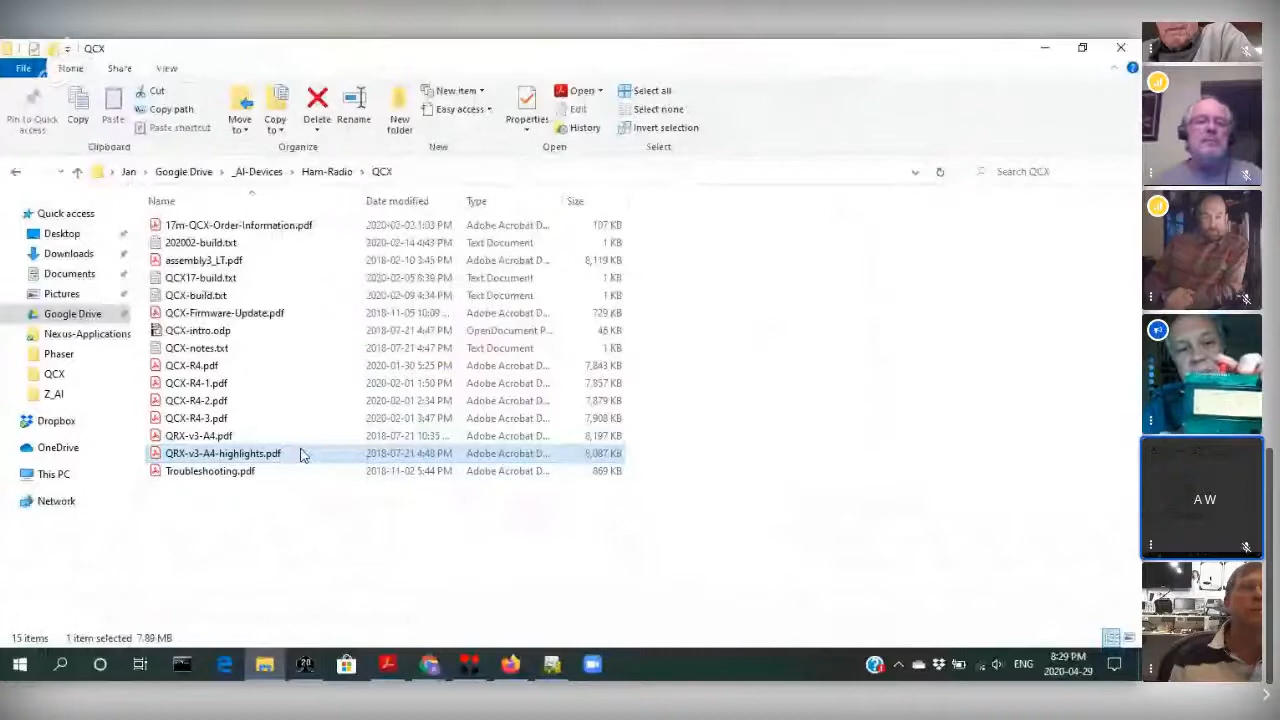 QCX
File Home Share View
Pin to Quick access
Copy
Paste
Cut
Copy path
Paste shortcut
Clipboard
Move to
Copy to
Delete
Rename
Organize
New folder
New item
Easy access
New
Properties
Open
Edit
History
Open
Select all
Select none
Invert selection
Select
Jan > Google Drive > _AI-Devices > Ham-Radio > QCX
Search QCX
Quick access
Desktop
Downloads
Documents
Pictures
Google Drive
Nexus-Applications
Phaser
QCX
Z_AI
Dropbox
OneDrive
This PC
Network
Name Date modified Type Size
17m-QCX-Order-Information.pdf 2020-02-02 1:03 PM Adobe Acrobat D... 107 KB
202002-build.txt 2020-02-14 4:43 PM Text Document 1 KB
assembly3_LT.pdf 2018-02-10 3:45 PM Adobe Acrobat D... 8,119 KB
QCX17-build.txt 2020-02-05 8:39 PM Text Document 1 KB
QCX-build.txt 2020-02-09 4:34 PM Text Document 1 KB
QCX-Firmware-Update.pdf 2018-11-05 10:09 ... Adobe Acrobat D... 729 KB
QCX-intro.odp 2018-07-21 4:47 PM OpenDocument P... 46 KB
QCX-notes.txt 2018-07-21 4:47 PM Text Document 1 KB
QCX-R4.pdf 2020-01-30 5:25 PM Adobe Acrobat D... 7,843 KB
QCX-R4-1.pdf 2020-02-01 1:50 PM Adobe Acrobat D... 7,857 KB
QCX-R4-2.pdf 2020-02-01 2:34 PM Adobe Acrobat D... 7,879 KB
QCX-R4-3.pdf 2020-02-01 3:47 PM Adobe Acrobat D... 7,908 KB
QRX-v3-A4.pdf 2018-07-21 10:35 ... Adobe Acrobat D... 8,197 KB
QRX-v3-A4-highlights.pdf 2018-07-21 4:48 PM Adobe Acrobat D... 8,087 KB
Troubleshooting.pdf 2018-11-02 5:44 PM Adobe Acrobat D... 869 KB
15 items 1 item selected 7.89 MB
ENG
8:29 PM
2020-04-29
A W